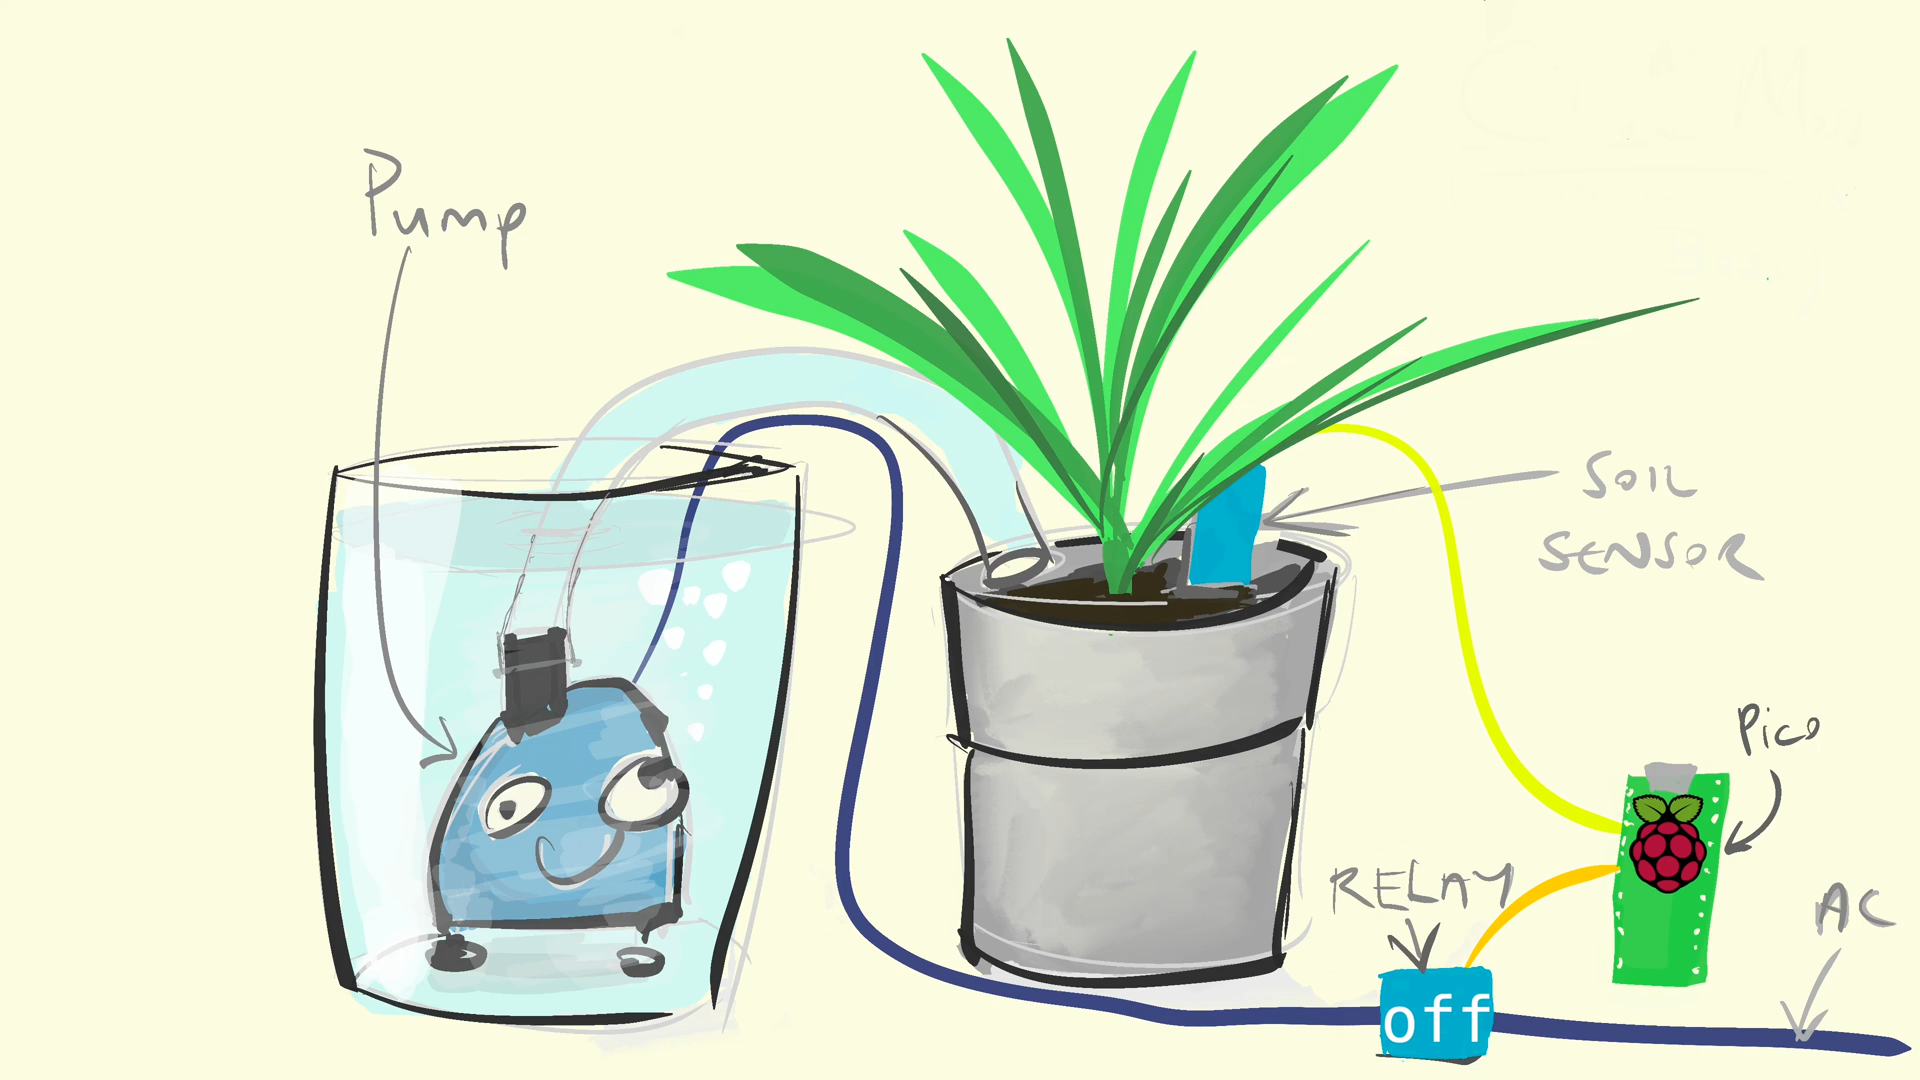 Pump
SOIL
SENSOR
Pico
RELAY
AC
off